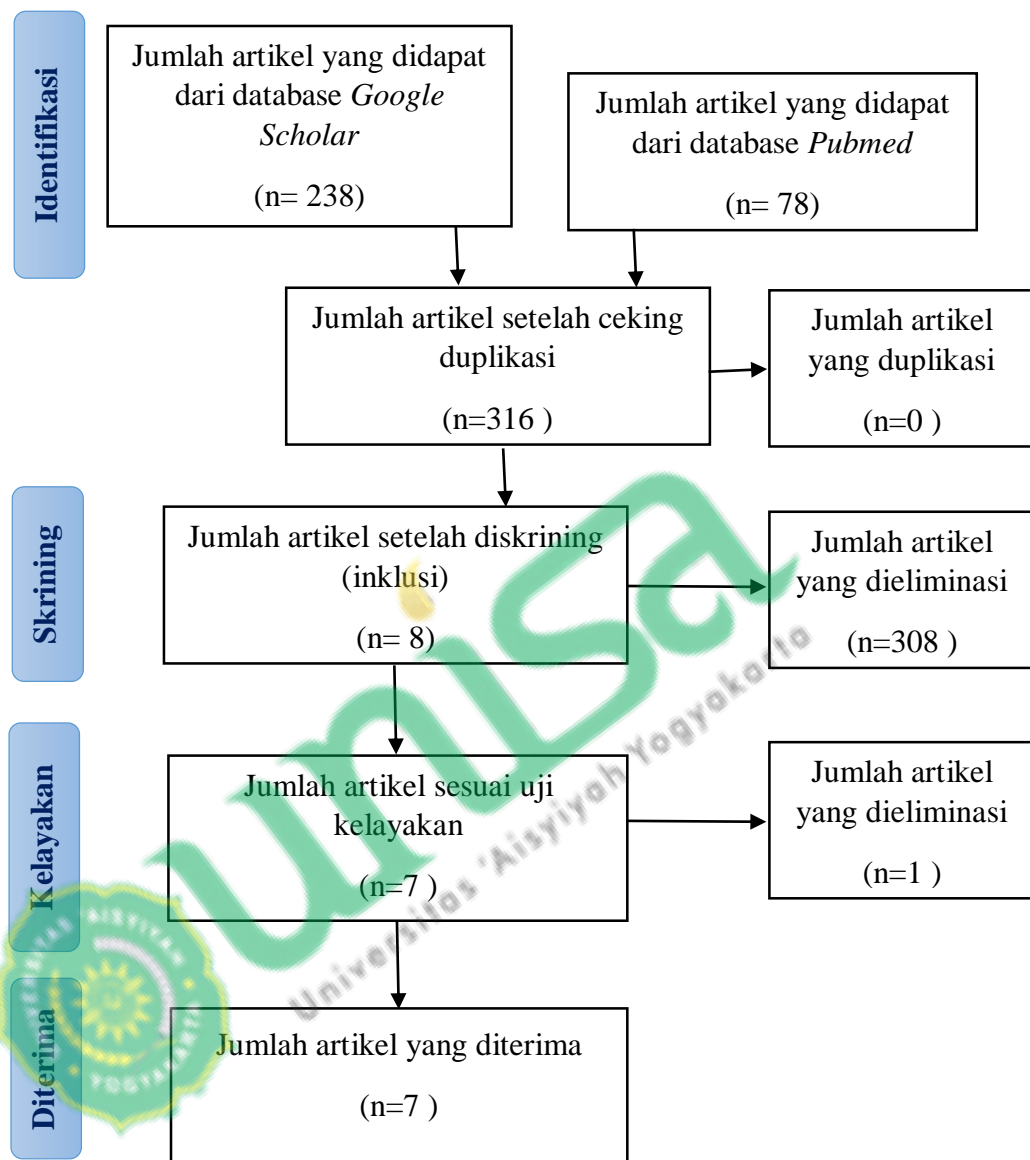 Identifikasi
Jumlah artikel yang didapat
dari database Google
Scholar
(n= 238)
Jumlah artikel yang didapat
dari database Pubmed
(n= 78)
Jumlah artikel setelah ceking
duplikasi
(n=316 )
Jumlah artikel
yang duplikasi
(n=0 )
Skrining
Jumlah artikel setelah diskrining
(inklusi)
(n= 8)
Jumlah artikel
yang dieliminasi
(n=308 )
Kelayakan
Jumlah artikel sesuai uji
kelayakan
(n=7 )
Jumlah artikel
yang dieliminasi
(n=1 )
Diterima
Jumlah artikel yang diterima
(n=7 )
unisa
Universitas 'Aisyiyah Yogyakarta